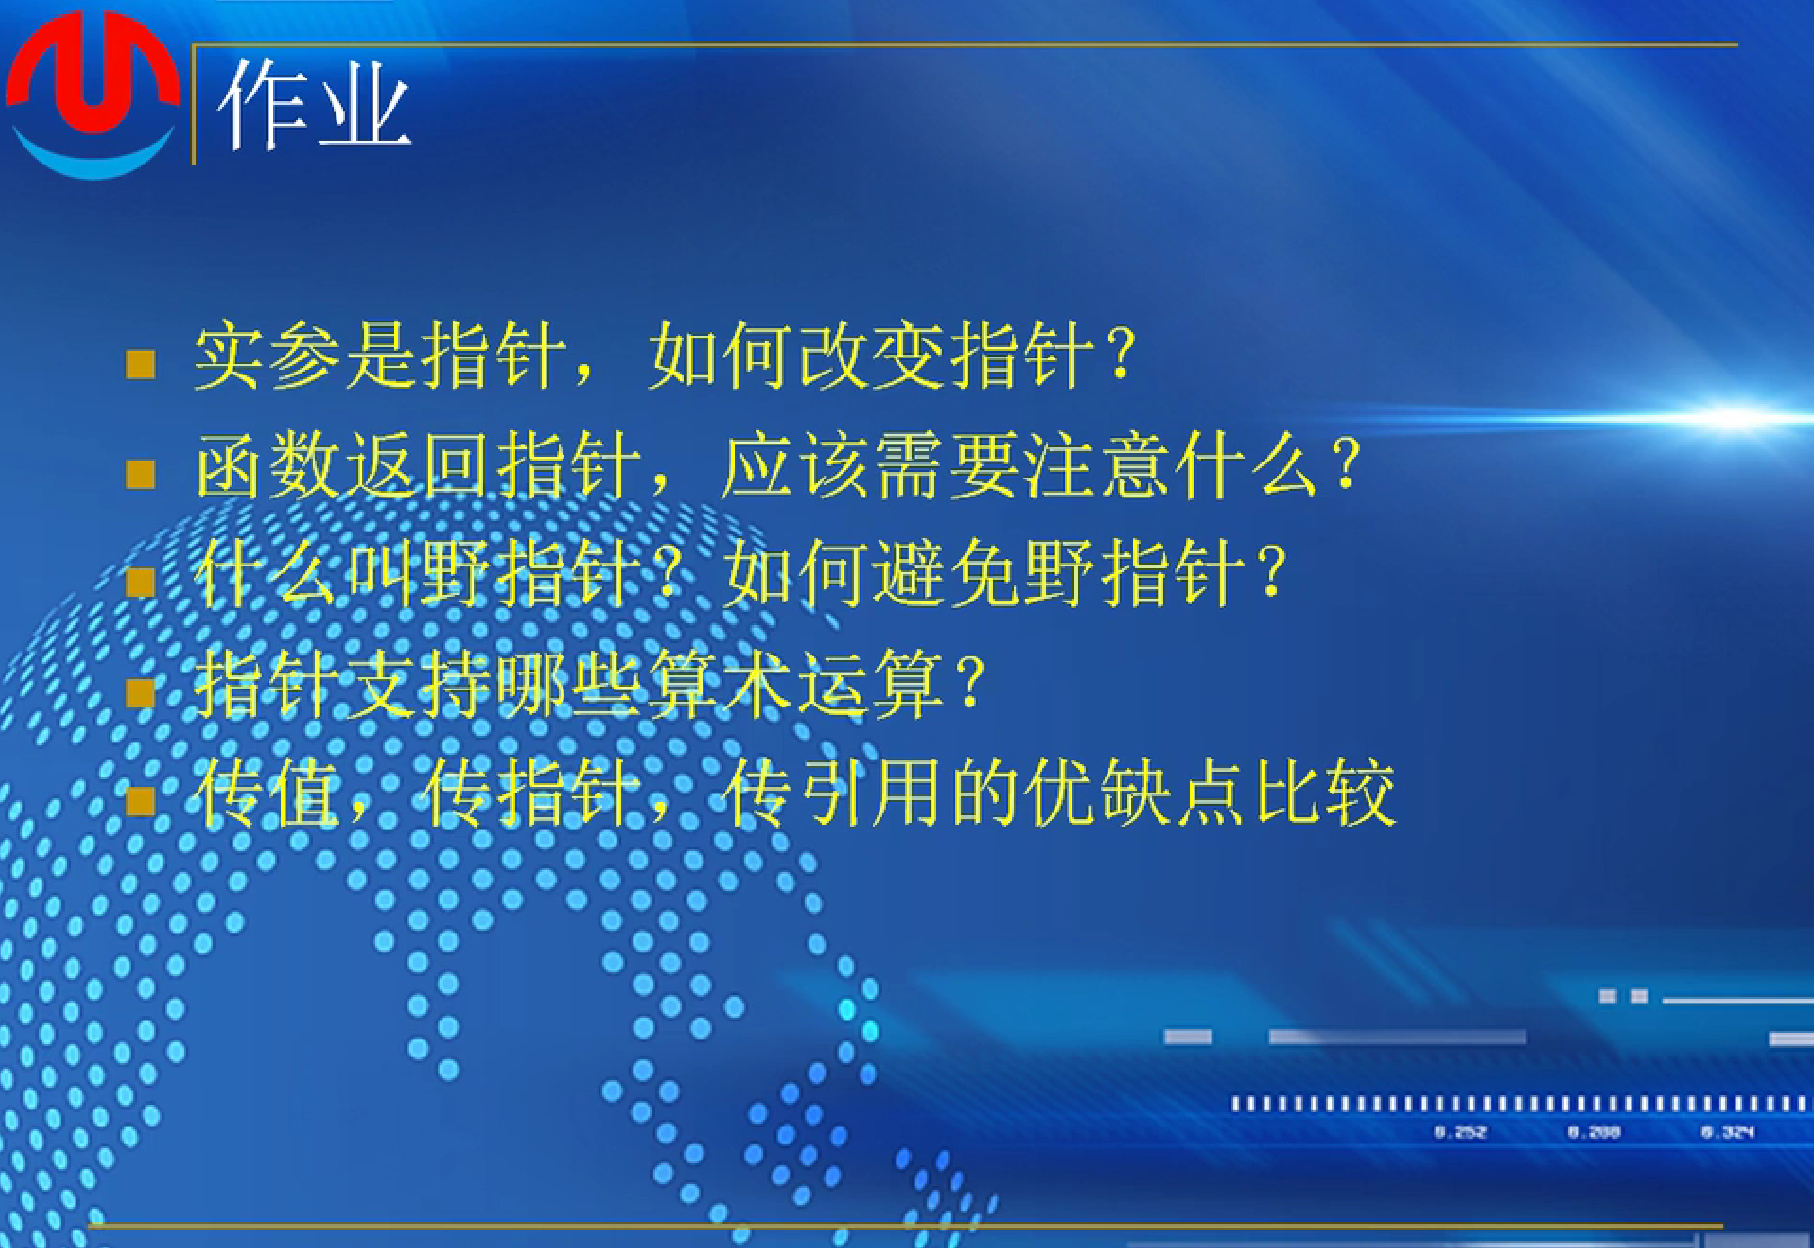 作业
实参是指针，如何改变指针？
函数返回指针，应该需要注意什么？
什么叫野指针？如何避免野指针？
指针支持哪些算术运算？
传值，传指针，传引用的优缺点比较
0.252 0.288 0.324